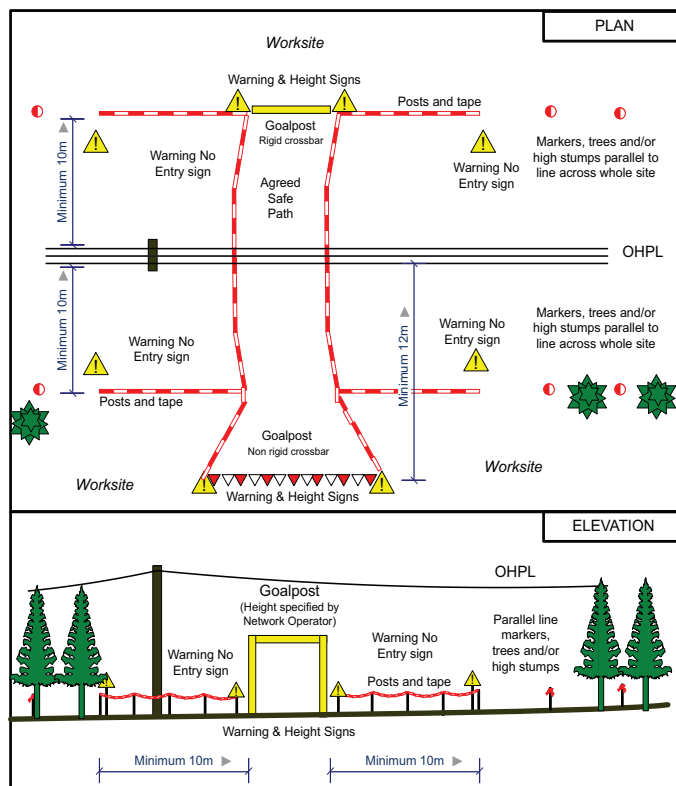 PLAN
Worksite
Warning & Height Signs
Posts and tape
Goalpost
Rigid crossbar
Markers, trees and/or
high stumps parallel to
line across whole site
Warning No
Entry sign
Warning No
Entry sign
Agreed
Safe
Path
Minimum 10m
OHPL
Minimum 10m
Minimum 12m
Markers, trees and/or
high stumps parallel to
line across whole site
Warning No
Entry sign
Warning No
Entry sign
Posts and tape
Goalpost
Non rigid crossbar
Worksite
Worksite
Warning & Height Signs
ELEVATION
OHPL
Goalpost
(Height specified by
Network Operator)
Parallel line
markers,
trees and/or
high stumps
Warning No
Entry sign
Warning No
Entry sign
Posts and tape
Warning & Height Signs
Minimum 10m
Minimum 10m